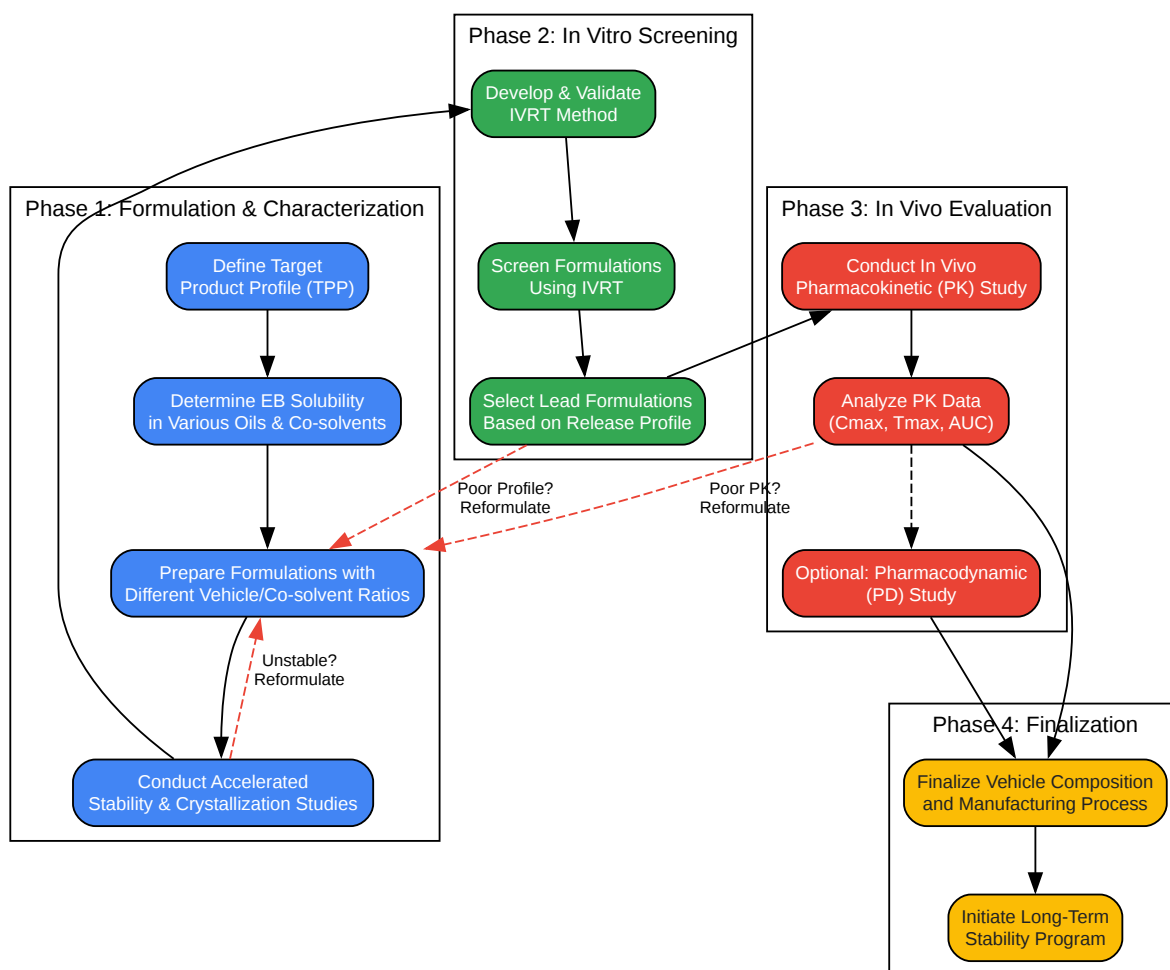 Phase 1: Formulation & Characterization
Define Target
Product Profile (TPP)
Determine EB Solubility
in Various Oils & Co-solvents
Prepare Formulations with
Different Vehicle/Co-solvent Ratios
Unstable?
Reformulate
Conduct Accelerated
Stability & Crystallization Studies
Phase 2: In Vitro Screening
Develop & Validate
IVRT Method
Screen Formulations
Using IVRT
Select Lead Formulations
Based on Release Profile
Poor Profile?
Reformulate
Phase 3: In Vivo Evaluation
Conduct In Vivo
Pharmacokinetic (PK) Study
Analyze PK Data
(Cmax, Tmax, AUC)
Poor PK?
Reformulate
Optional: Pharmacodynamic
(PD) Study
Phase 4: Finalization
Finalize Vehicle Composition
and Manufacturing Process
Initiate Long-Term
Stability Program